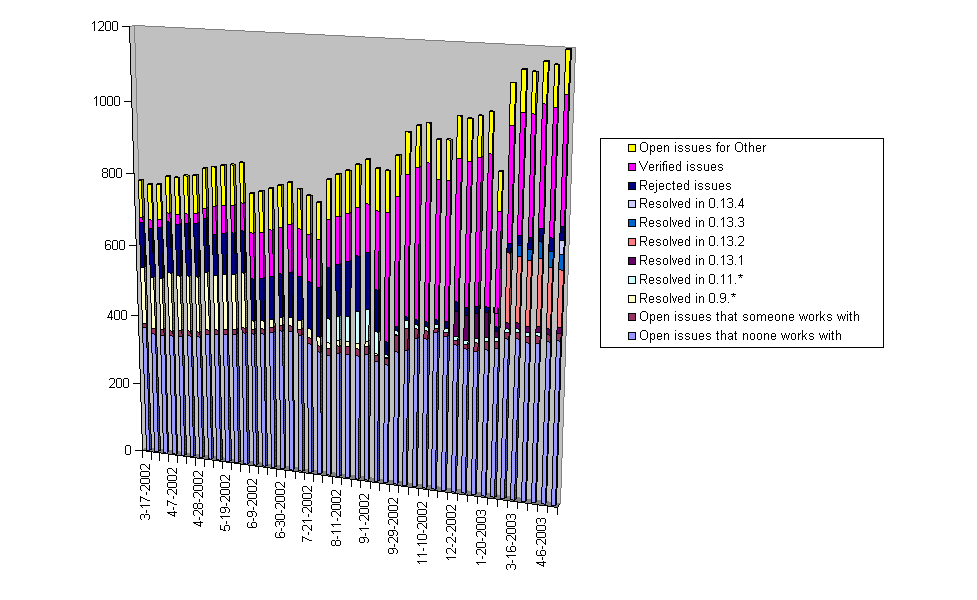 1200
1000
800
600
400
200
0
3-17-2002
4-7-2002
4-28-2002
5-19-2002
6-9-2002
6-30-2002
7-21-2002
8-11-2002
9-1-2002
9-29-2002
11-10-2002
12-2-2002
1-20-2003
3-16-2003
4-6-2003
Open issues for Other
Verified issues
Rejected issues
Resolved in 0.13.4
Resolved in 0.13.3
Resolved in 0.13.2
Resolved in 0.13.1
Resolved in 0.11.*
Resolved in 0.9.*
Open issues that someone works with
Open issues that noone works with